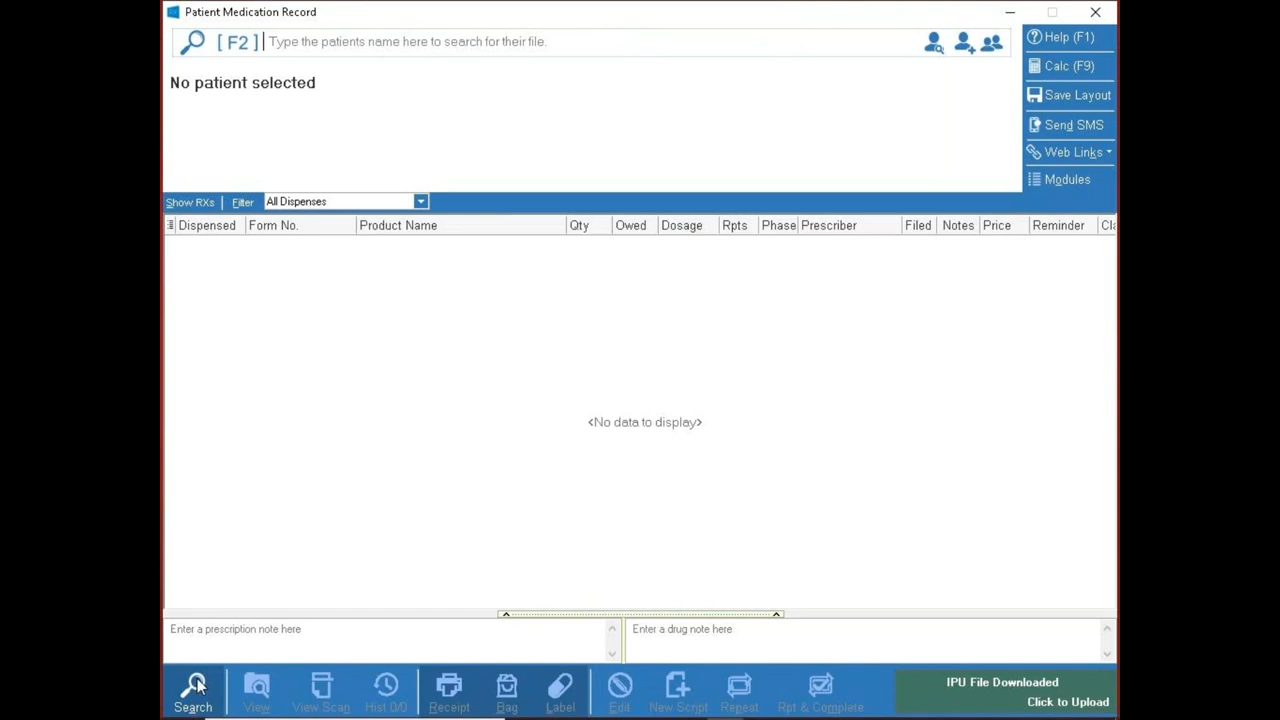 Patient Medication Record
[ F2 ] Type the patients name here to search for their file.
No patient selected
Help (F1)
Calc (F9)
Save Layout
Send SMS
Web Links
Modules
Show RXs Filter All Dispenses
Dispensed Form No. Product Name Qty Owed Dosage Rpts Phase Prescriber Filed Notes Price Reminder Cla
<No data to display>
Enter a prescription note here Enter a drug note here
Search View View Scan Hist 0/0 Receipt Bag Label Edit New Script Repeat Rpt & Complete
IPU File Downloaded
Click to Upload